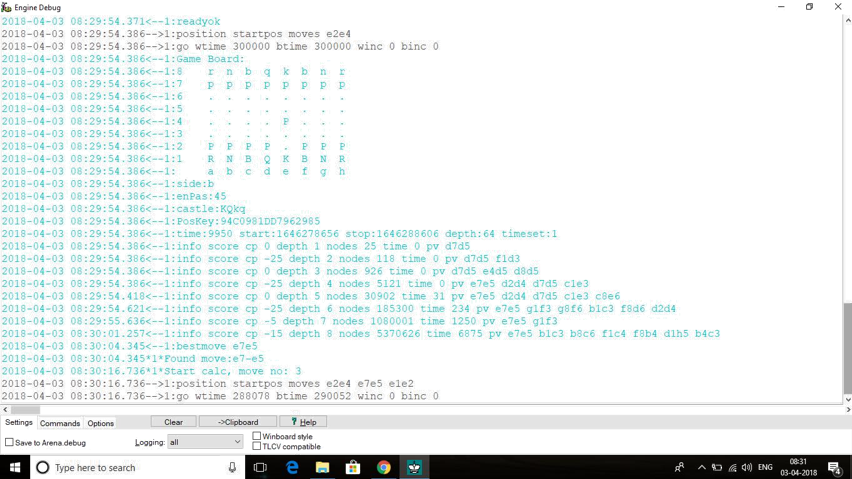 Engine Debug
2018-04-03 08:29:54.371<--1:readyok
2018-04-03 08:29:54.386-->1:position startpos moves e2e4
2018-04-03 08:29:54.386-->1:go wtime 300000 btime 300000 winc 0 binc 0
2018-04-03 08:29:54.386<--1:Game Board:
2018-04-03 08:29:54.386<--1:8 r n b q k b n r
2018-04-03 08:29:54.386<--1:7 p p p p p p p p
2018-04-03 08:29:54.386<--1:6 . . . . . . . .
2018-04-03 08:29:54.386<--1:5 . . . . . . . .
2018-04-03 08:29:54.386<--1:4 . . . . P . . .
2018-04-03 08:29:54.386<--1:3 . . . . . . . .
2018-04-03 08:29:54.386<--1:2 P P P P . P P P
2018-04-03 08:29:54.386<--1:1 R N B Q K B N R
2018-04-03 08:29:54.386<--1: a b c d e f g h
2018-04-03 08:29:54.386<--1:side:b
2018-04-03 08:29:54.386<--1:enPas:45
2018-04-03 08:29:54.386<--1:castle:KQkq
2018-04-03 08:29:54.386<--1:PosKey:94C0981DD7962985
2018-04-03 08:29:54.386<--1:time:9950 start:1646278656 stop:1646288606 depth:64 timeset:1
2018-04-03 08:29:54.386<--1:info score cp 0 depth 1 nodes 25 time 0 pv d7d5
2018-04-03 08:29:54.386<--1:info score cp -25 depth 2 nodes 118 time 0 pv d7d5 f1d3
2018-04-03 08:29:54.386<--1:info score cp 0 depth 3 nodes 926 time 0 pv d7d5 e4d5 d8d5
2018-04-03 08:29:54.386<--1:info score cp -25 depth 4 nodes 5121 time 0 pv e7e5 d2d4 d7d5 c1e3
2018-04-03 08:29:54.418<--1:info score cp 0 depth 5 nodes 30902 time 31 pv e7e5 d2d4 d7d5 c1e3 c8e6
2018-04-03 08:29:54.621<--1:info score cp -25 depth 6 nodes 185300 time 234 pv e7e5 g1f3 g8f6 b1c3 f8d6 d2d4
2018-04-03 08:29:55.636<--1:info score cp -5 depth 7 nodes 1080001 time 1250 pv e7e5 g1f3
2018-04-03 08:30:01.257<--1:info score cp -15 depth 8 nodes 5370626 time 6875 pv e7e5 b1c3 b8c6 f1c4 f8b4 d1h5 b4c3
2018-04-03 08:30:04.345<--1:bestmove e7e5
2018-04-03 08:30:04.345*1*Found move:e7-e5
2018-04-03 08:30:16.736*1*Start calc, move no: 3
2018-04-03 08:30:16.736-->1:position startpos moves e2e4 e7e5 e1e2
2018-04-03 08:30:16.736-->1:go wtime 288078 btime 290052 winc 0 binc 0
Settings Commands Options Clear ->Clipboard ? Help
Save to Arena.debug Logging: all Winboard style
TLCV compatible
Type here to search ENG 08:31
03-04-2018 4